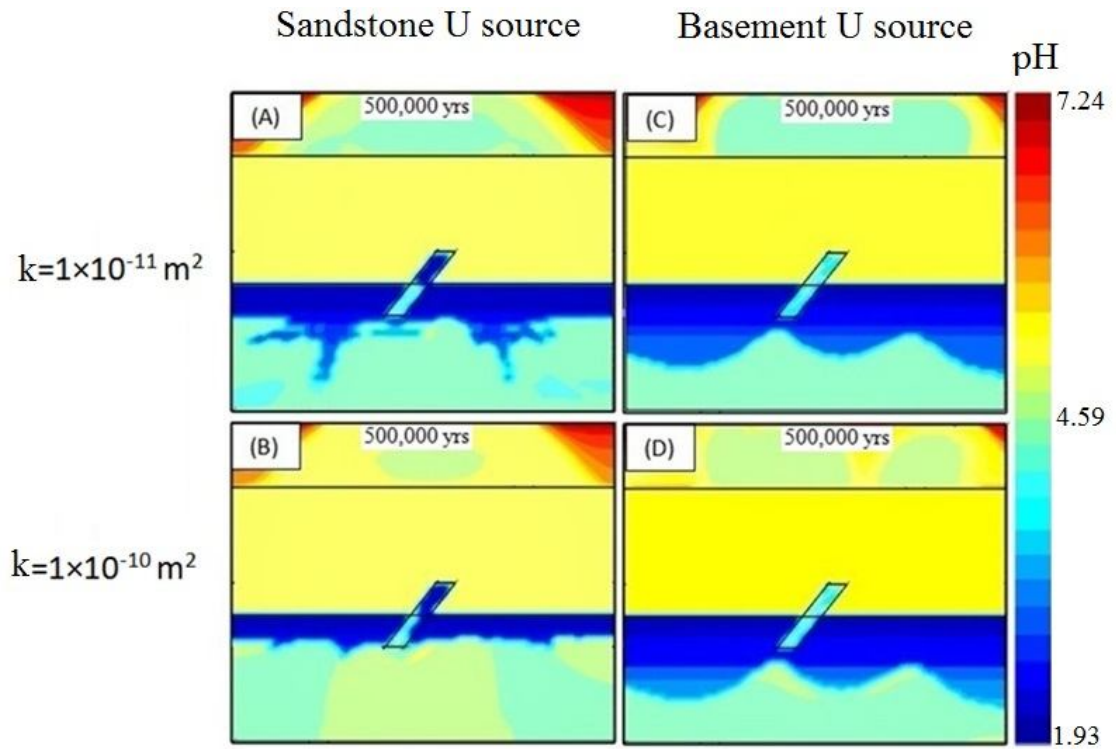 Sandstone U source
Basement U source
pH
(A)
500,000 yrs
(C)
500,000 yrs
7.24
k=1×10⁻¹¹ m²
4.59
(B)
500,000 yrs
(D)
500,000 yrs
k=1×10⁻¹⁰ m²
1.93